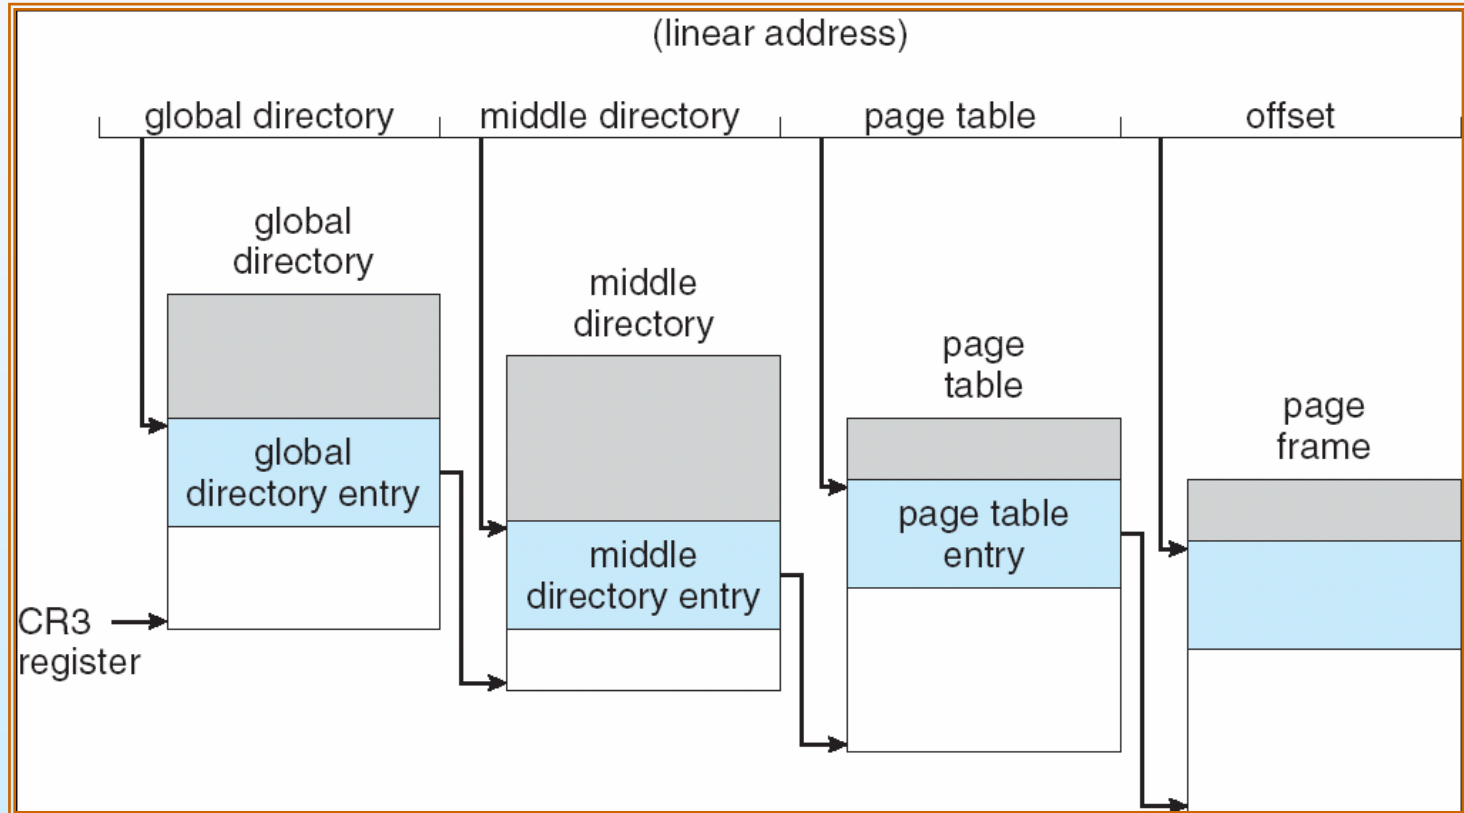 (linear address)
global directory
middle directory
page table
offset
global
directory
middle
directory
page
table
page
frame
global
directory entry
page table
entry
middle
directory entry
CR3
register